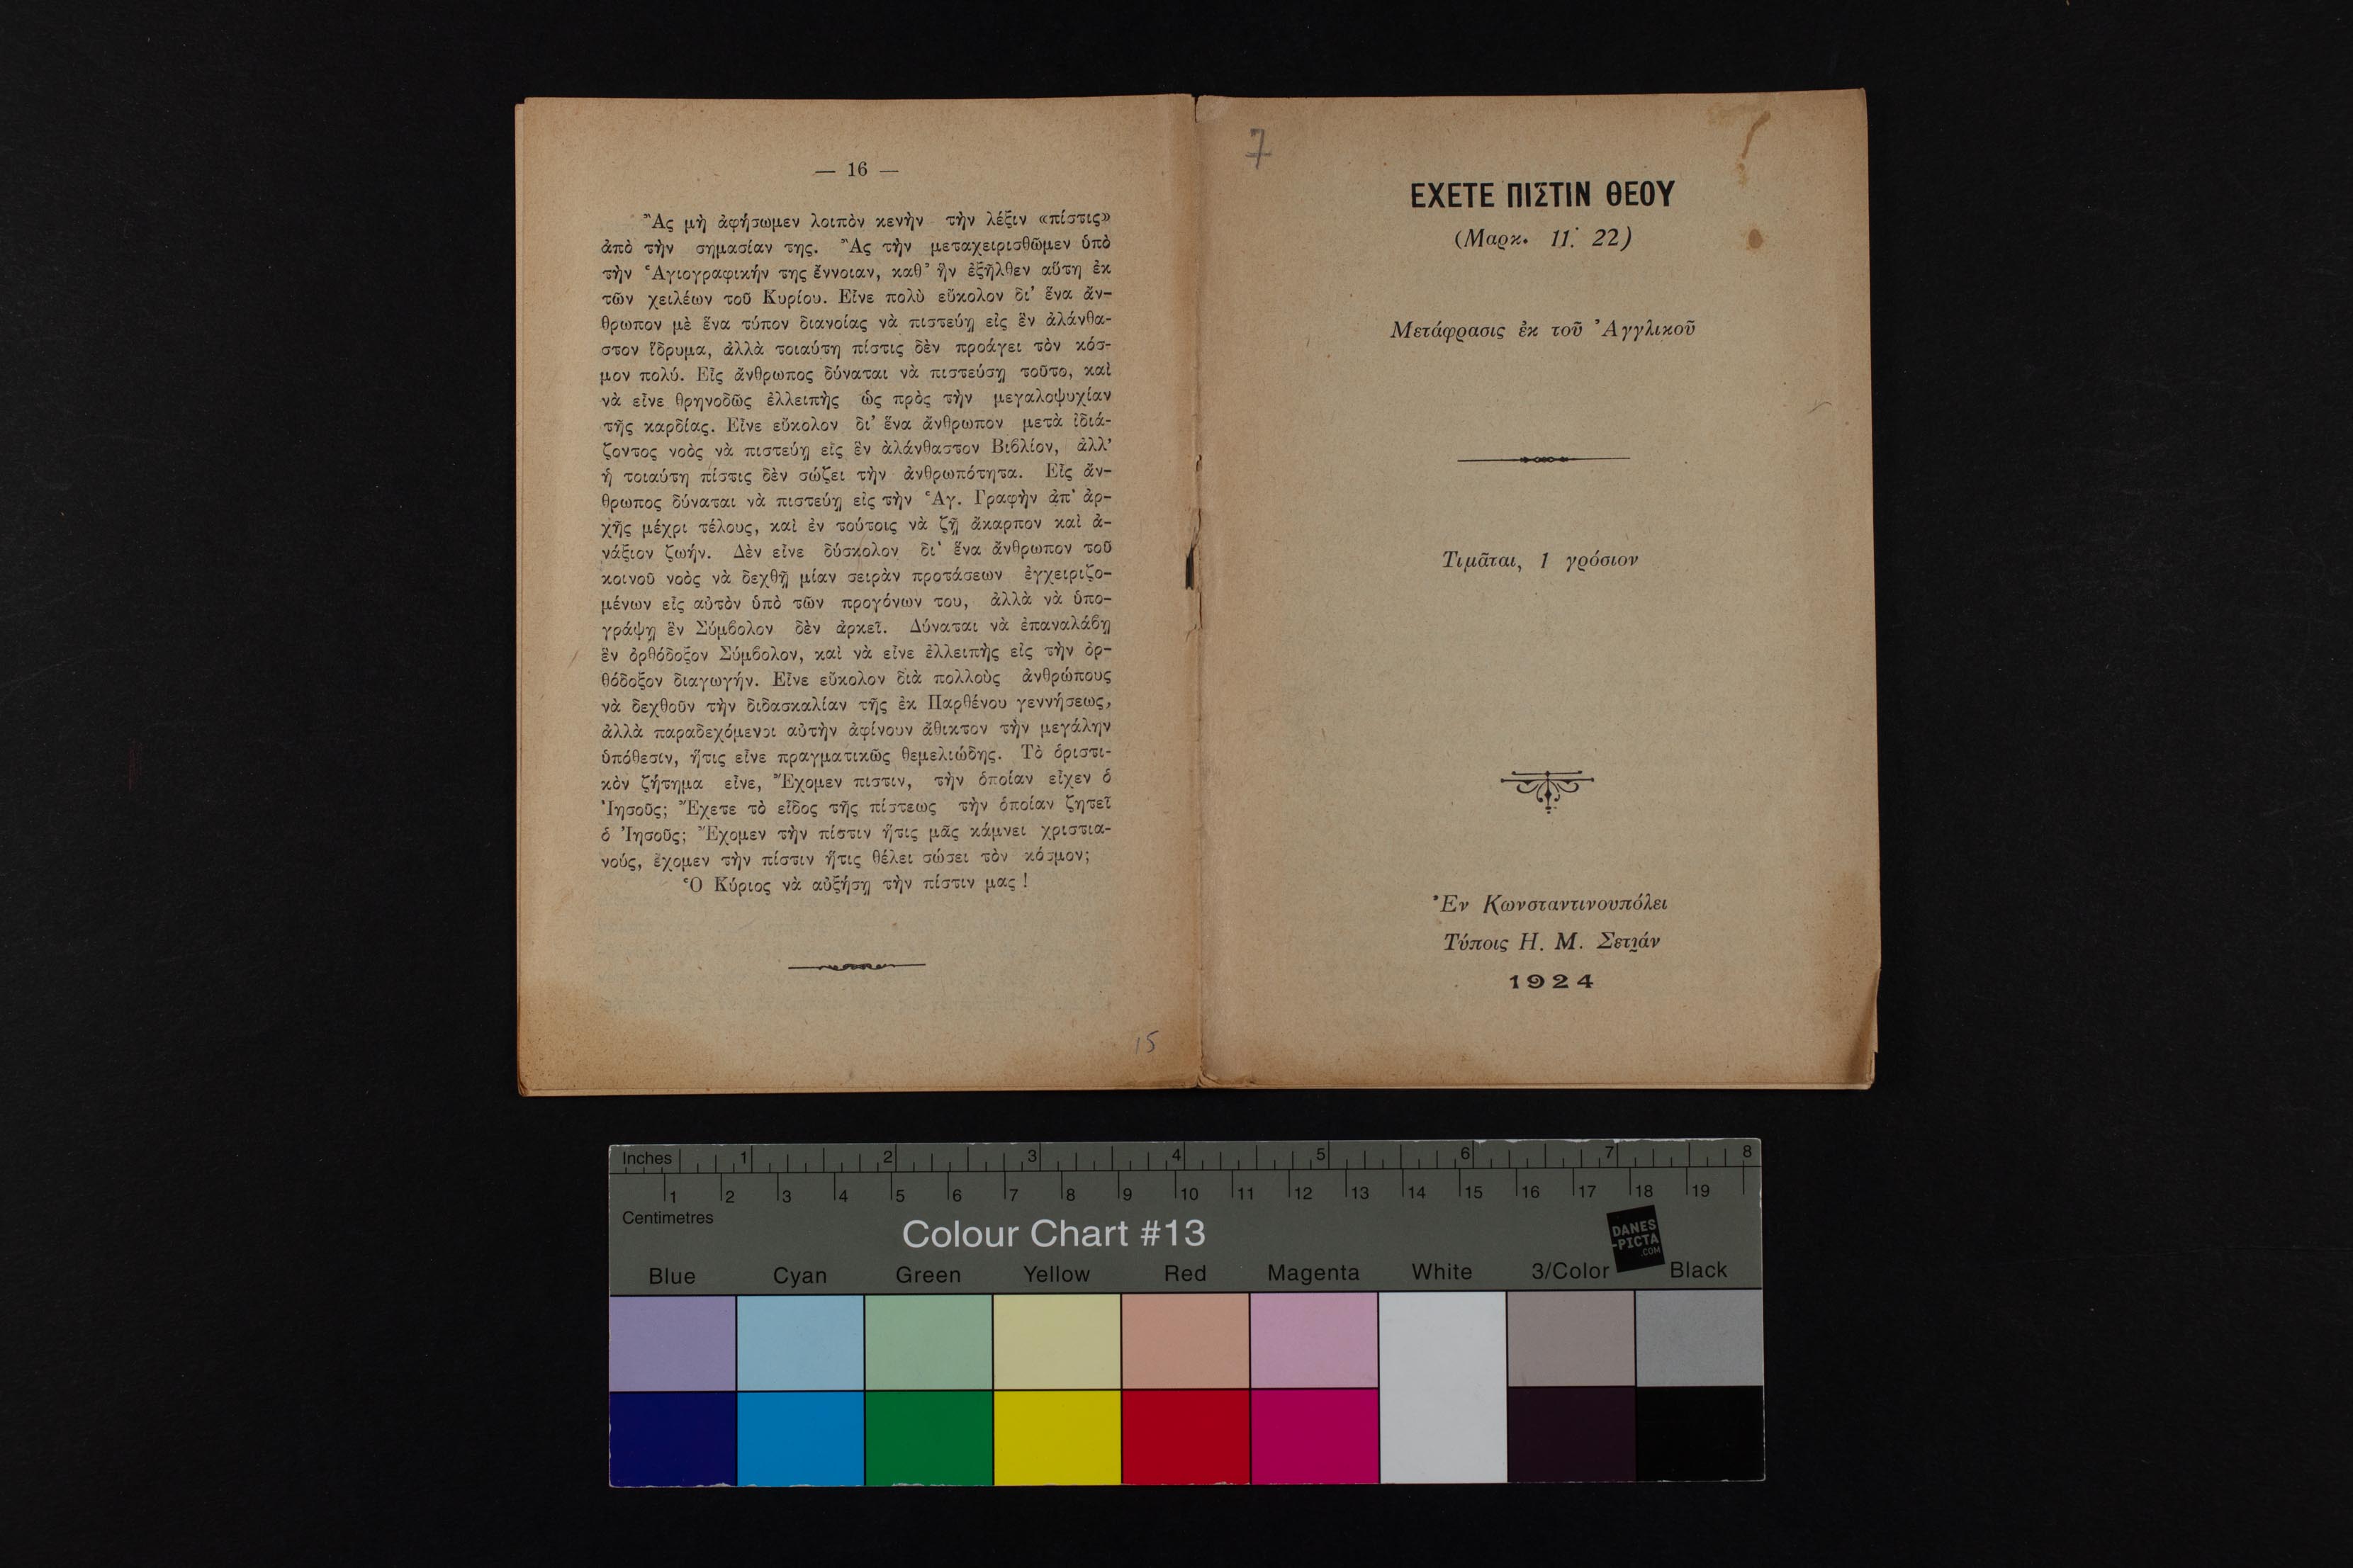 — 16 —
Ἂς μὴ ἀφήσωμεν λοιπὸν κενὴν τὴν λέξιν «πίστις»
ἀπὸ τὴν σημασίαν της. Ἂς τὴν μεταχειρισθῶμεν ὑπὸ
τὴν Ἁγιογραφικήν της ἔννοιαν, καθ’ ἣν ἐξῆλθεν αὕτη ἐκ
τῶν χειλέων τοῦ Κυρίου. Εἶνε πολὺ εὔκολον δι’ ἕνα ἄν-
θρωπον μὲ ἕνα τύπον διανοίας νὰ πιστεύῃ εἰς ἓν ἀλάνθα-
στον ἵδρυμα, ἀλλὰ τοιαύτη πίστις δὲν προάγει τὸν κόσ-
μον πολύ. Εἷς ἄνθρωπος δύναται νὰ πιστεύσῃ τοῦτο, καὶ
νὰ εἶνε θρηνοδῶς ἐλλειπὴς ὡς πρὸς τὴν μεγαλοψυχίαν
τῆς καρδίας. Εἶνε εὔκολον δι’ ἕνα ἄνθρωπον μετὰ ἰδιά-
ζοντος νοὸς νὰ πιστεύῃ εἰς ἓν ἀλάνθαστον Βιβλίον, ἀλλ’
ἡ τοιαύτη πίστις δὲν σώζει τὴν ἀνθρωπότητα. Εἷς ἄν-
θρωπος δύναται νὰ πιστεύῃ εἰς τὴν Ἁγ. Γραφὴν ἀπ’ ἀρ-
χῆς μέχρι τέλους, καὶ ἐν τούτοις νὰ ζῇ ἄκαρπον καὶ ἀ-
νάξιον ζωήν. Δὲν εἶνε δύσκολον δι’ ἕνα ἄνθρωπον τοῦ
κοινοῦ νοὸς νὰ δεχθῇ μίαν σειρὰν προτάσεων ἐγχειριζο-
μένων εἰς αὐτὸν ὑπὸ τῶν προγόνων του, ἀλλὰ νὰ ὑπο-
γράψῃ ἓν Σύμβολον δὲν ἀρκεῖ. Δύναται νὰ ἐπαναλάβῃ
ἓν ὀρθόδοξον Σύμβολον, καὶ νὰ εἶνε ἐλλειπὴς εἰς τὴν ὀρ-
θόδοξον διαγωγήν. Εἶνε εὔκολον διὰ πολλοὺς ἀνθρώπους
νὰ δεχθοῦν τὴν διδασκαλίαν τῆς ἐκ Παρθένου γεννήσεως,
ἀλλὰ παραδεχόμενοι αὐτὴν ἀφίνουν ἄθικτον τὴν μεγάλην
ὑπόθεσιν, ἥτις εἶνε πραγματικῶς θεμελιώδης. Τὸ ὁριστι-
κὸν ζήτημα εἶνε, Ἔχομεν πιστιν, τὴν ὁποίαν εἶχεν ὁ
Ἰησοῦς; Ἔχετε τὸ εἶδος τῆς πίστεως τὴν ὁποίαν ζητεῖ
ὁ Ἰησοῦς; Ἔχομεν τὴν πίστιν ἥτις μᾶς κάμνει χριστια-
νούς, ἔχομεν τὴν πίστιν ἥτις θέλει σώσει τὸν κόσμον;
Ὁ Κύριος νὰ αὐξήσῃ τὴν πίστιν μας !
15
7
ΕΧΕΤΕ ΠΙΣΤΙΝ ΘΕΟΥ
(Μαρκ. 11: 22)
Μετάφρασις ἐκ τοῦ Ἀγγλικοῦ
Τιμᾶται, 1 γρόσιον
Ἐν Κωνσταντινουπόλει
Τύποις Η. Μ. Σετιάν
1924
Inches 1 2 3 4 5 6 7 8
1 2 3 4 5 6 7 8 9 10 11 12 13 14 15 16 17 18 19
Centimetres
Colour Chart #13
DANES
-PICTA
.COM
Blue Cyan Green Yellow Red Magenta White 3/Color Black